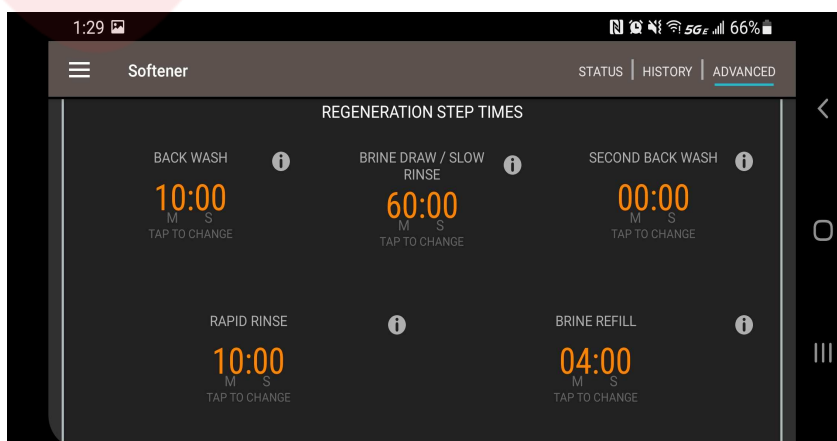 1:29 5GE 66%
Softener STATUS | HISTORY | ADVANCED
REGENERATION STEP TIMES
BACK WASH
10:00
M S
TAP TO CHANGE
BRINE DRAW / SLOW
RINSE
60:00
M S
TAP TO CHANGE
SECOND BACK WASH
00:00
M S
TAP TO CHANGE
RAPID RINSE
10:00
M S
TAP TO CHANGE
BRINE REFILL
04:00
M S
TAP TO CHANGE